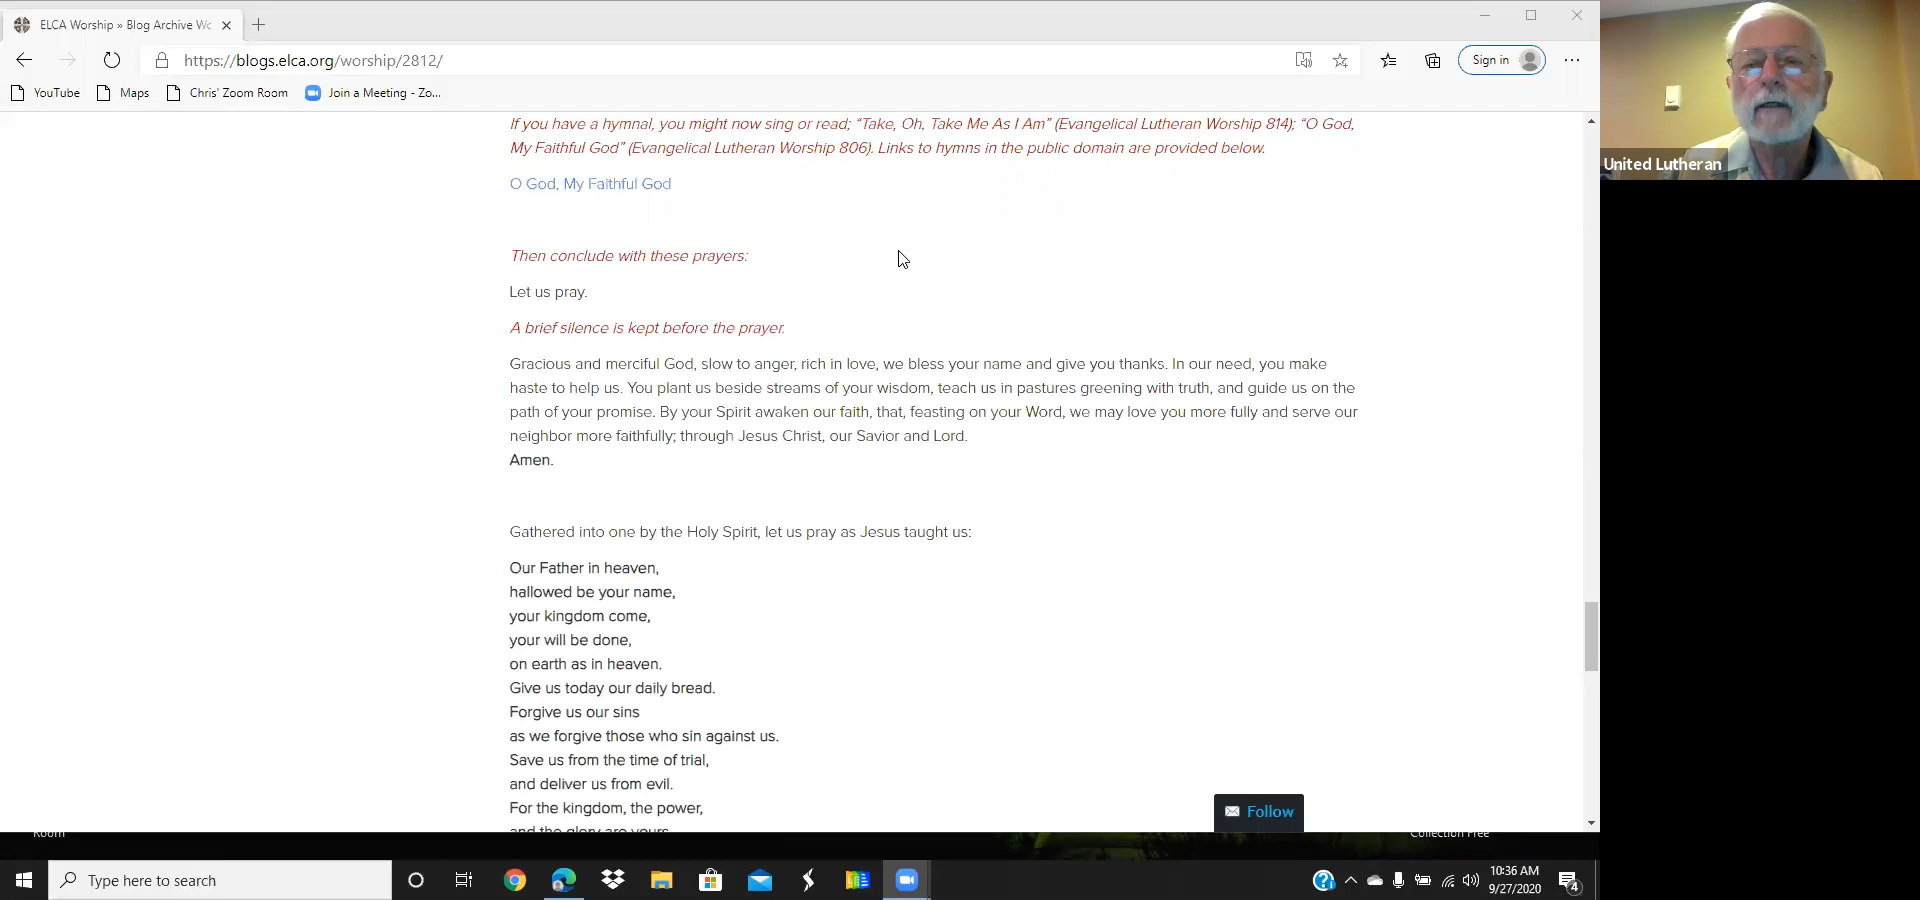 ELCA Worship » Blog Archive Wo
https://blogs.elca.org/worship/2812/
Sign in
YouTube
Maps
Chris' Zoom Room
Join a Meeting - Zo...
If you have a hymnal, you might now sing or read; “Take, Oh, Take Me As I Am” (Evangelical Lutheran Worship 814); “O God,
My Faithful God” (Evangelical Lutheran Worship 806). Links to hymns in the public domain are provided below.
O God, My Faithful God
Then conclude with these prayers:
Let us pray.
A brief silence is kept before the prayer.
Gracious and merciful God, slow to anger, rich in love, we bless your name and give you thanks. In our need, you make
haste to help us. You plant us beside streams of your wisdom, teach us in pastures greening with truth, and guide us on the
path of your promise. By your Spirit awaken our faith, that, feasting on your Word, we may love you more fully and serve our
neighbor more faithfully; through Jesus Christ, our Savior and Lord.
Amen.
Gathered into one by the Holy Spirit, let us pray as Jesus taught us:
Our Father in heaven,
hallowed be your name,
your kingdom come,
your will be done,
on earth as in heaven.
Give us today our daily bread.
Forgive us our sins
as we forgive those who sin against us.
Save us from the time of trial,
and deliver us from evil.
For the kingdom, the power,
and the glory are yours
Follow
United Lutheran
Room
Collection Free
Type here to search
10:36 AM
9/27/2020
4